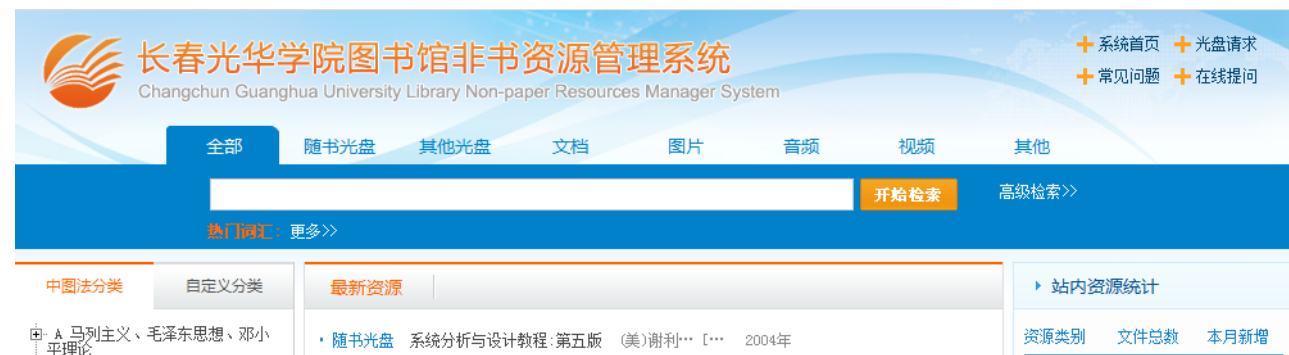 长春光华学院图书馆非书资源管理系统
Changchun Guanghua University Library Non-paper Resources Manager System
系统首页 光盘请求
常见问题 在线提问
全部 随书光盘 其他光盘 文档 图片 音频 视频 其他
开始检索 高级检索>>
热门词汇: 更多>>
中图法分类 自定义分类 最新资源 站内资源统计
A 马列主义、毛泽东思想、邓小
平理论
随书光盘 系统分析与设计教程:第五版 (美)谢利… […  2004年
资源类别 文件总数 本月新增